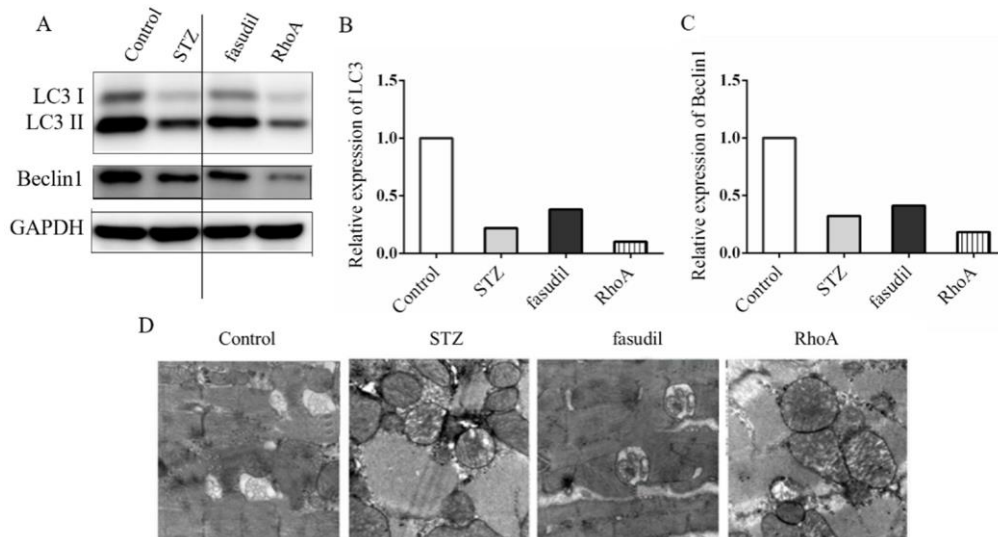 A
Control
STZ
fasudil
RhoA
LC3 I
LC3 II
Beclin1
GAPDH
B
Relative expression of LC3
1.5
1.0
0.5
0.0
Control
STZ
fasudil
RhoA
C
Relative expression of Beclin1
1.5
1.0
0.5
0.0
Control
STZ
fasudil
RhoA
D
Control
STZ
fasudil
RhoA